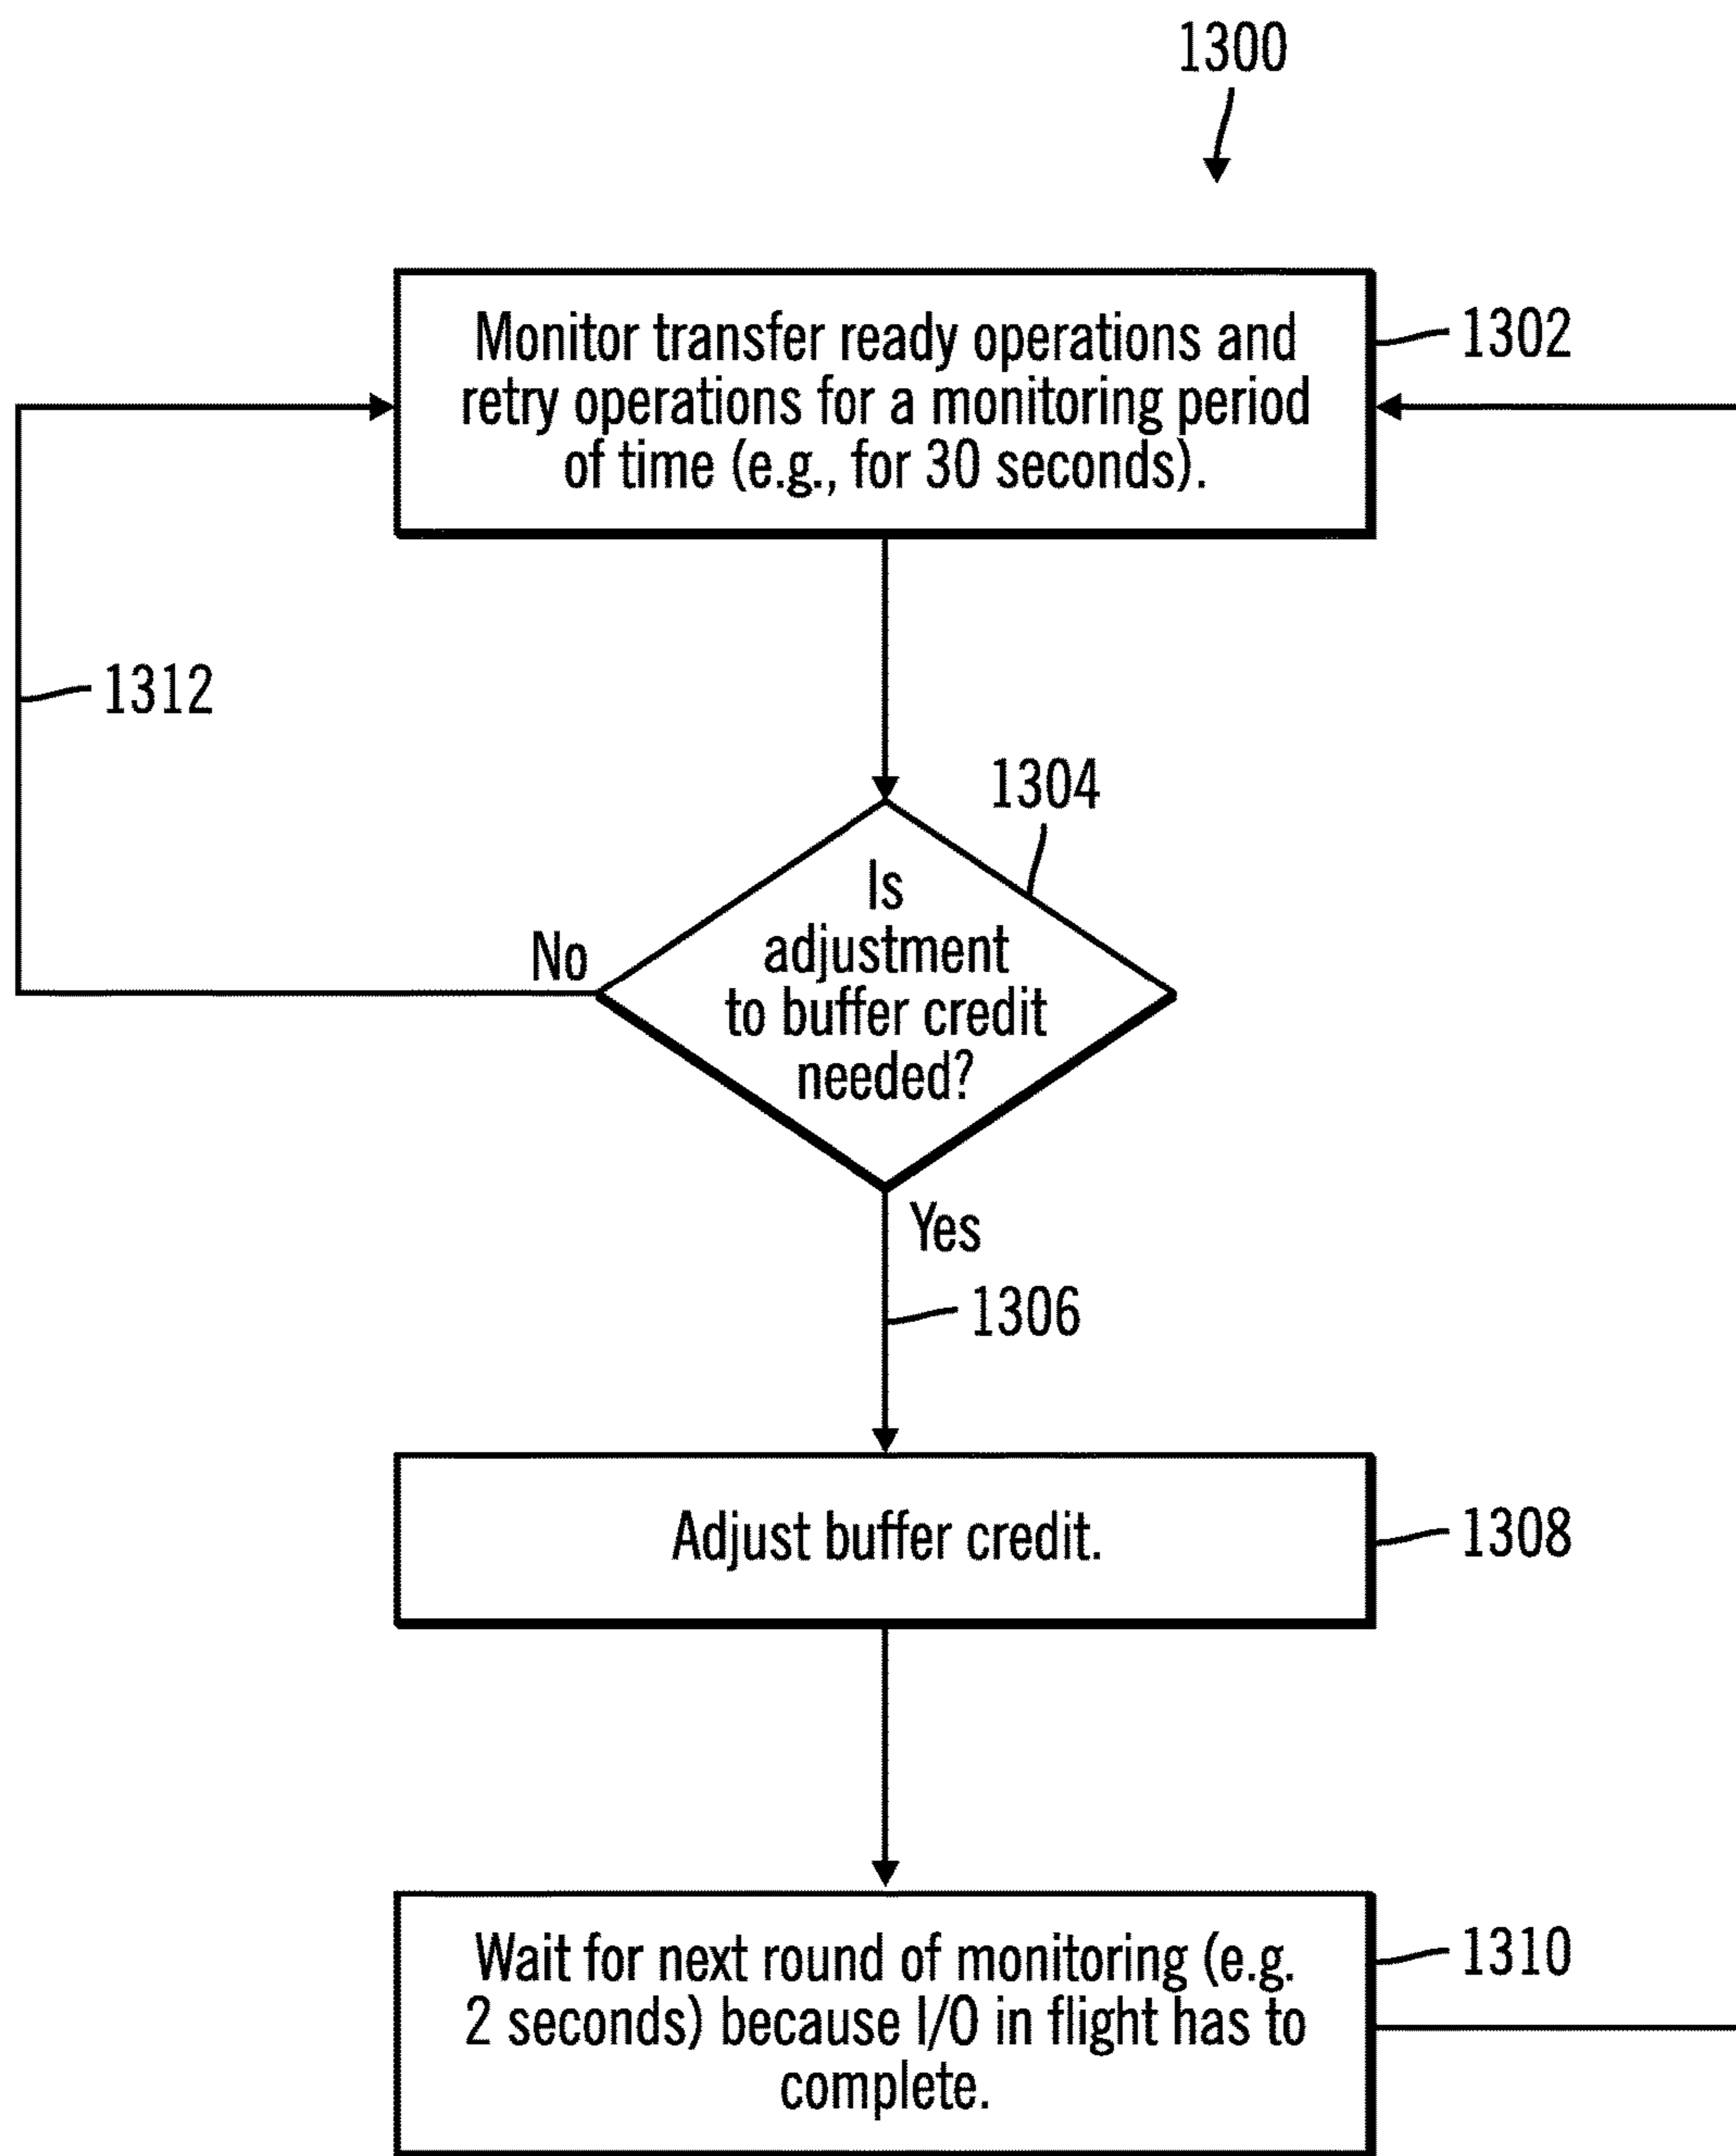 1300
Monitor transfer ready operations and
retry operations for a monitoring period
of time (e.g., for 30 seconds).
1302
1312
1304
Is
adjustment
to buffer credit
needed?
No
Yes
1306
Adjust buffer credit.
1308
Wait for next round of monitoring (e.g.
2 seconds) because I/O in flight has to
complete.
1310